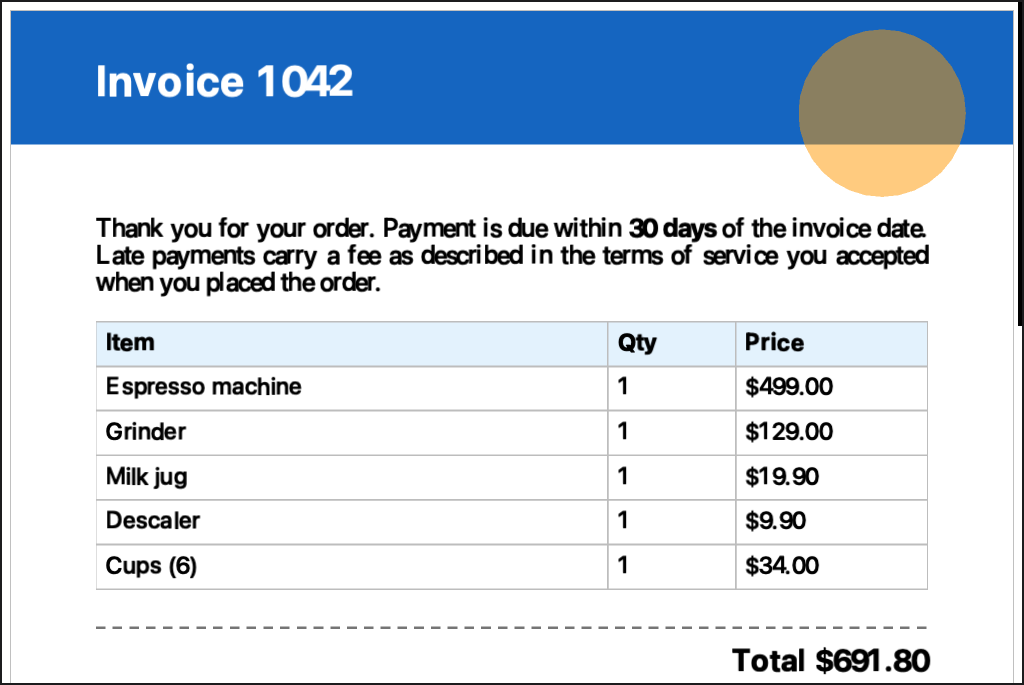 Invoice 1042
Thank you for your order. Payment is due within 30 days of the invoice date.
Late payments carry a fee as described in the terms of service you accepted
when you placed the order.
Item Qty Price
Espresso machine 1 $499.00
Grinder 1 $129.00
Milk jug 1 $19.90
Descaler 1 $9.90
Cups (6) 1 $34.00
Total $691.80